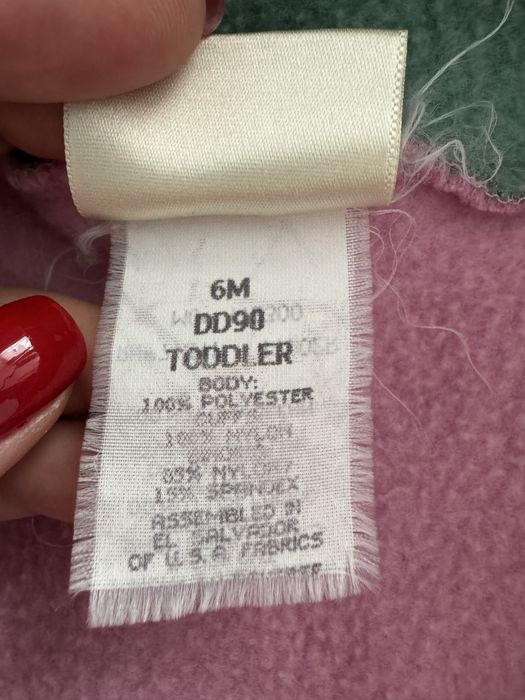 6M
DD90
TODDLER
BODY:
100% POLYESTER
100% NYLON
85% NYLON/
15% SPANDEX
ASSEMBLED IN
EL SALVADOR
OF U.S.A FABRICS